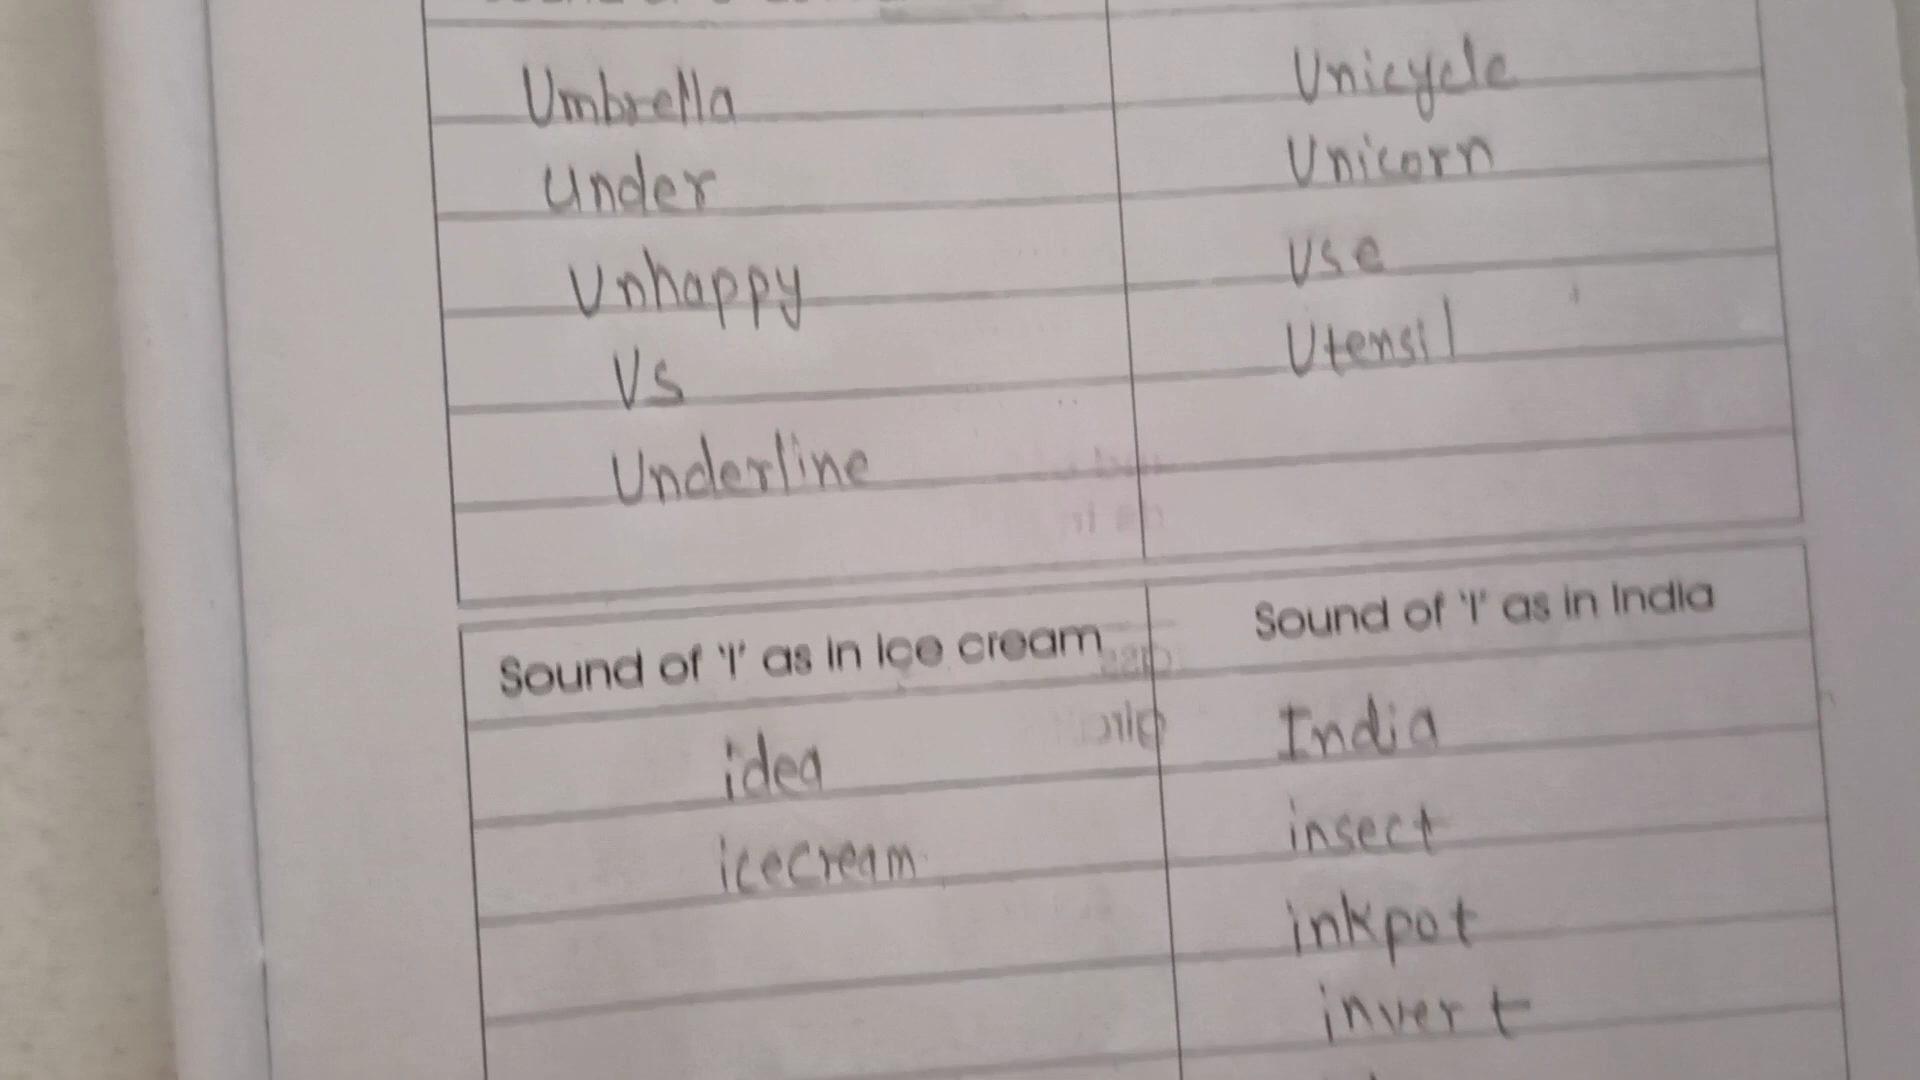 Umbrella
Under
Unhappy
Us
Underline
Unicycle
Unicorn
Use
Utensil
Sound of 'I' as in Ice cream
idea
icecream
Sound of 'I' as in India
India
insect
inkpot
invert